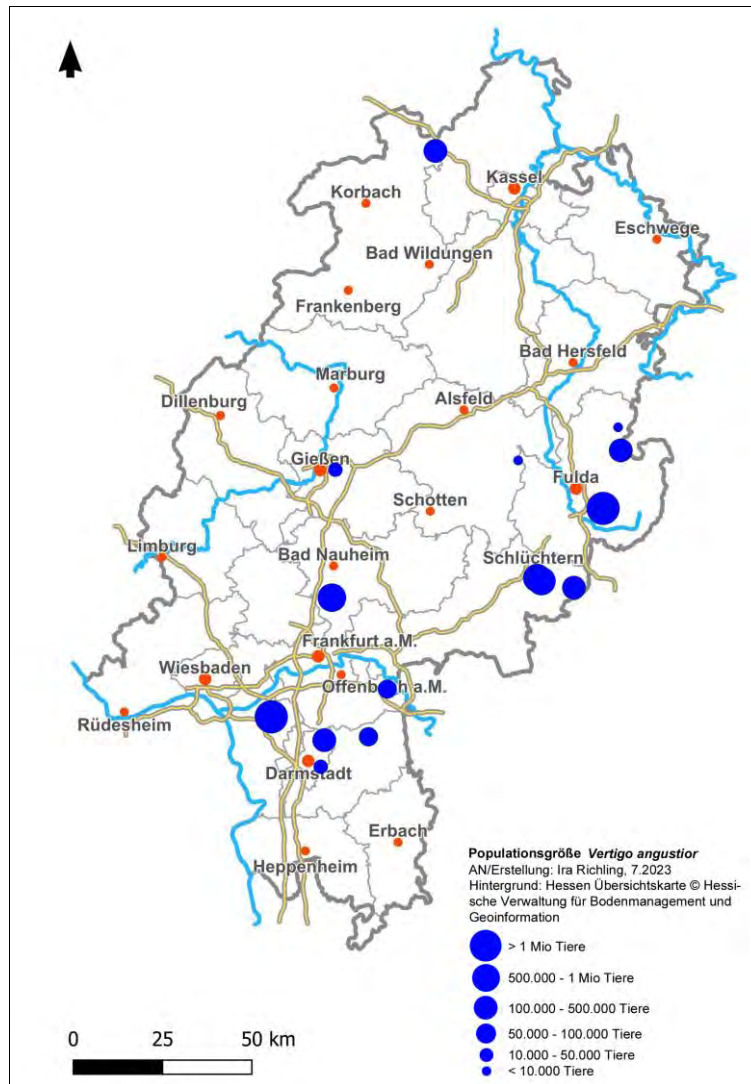 Kassel
Korbach
Eschwege
Bad Wildungen
Frankenberg
Bad Hersfeld
Marburg
Dillenburg
Alsfeld
Gießen
Fulda
Schotten
Limburg
Bad Nauheim
Schlüchtern
Frankfurt a.M.
Wiesbaden
Offenbach a.M.
Rüdesheim
Darmstadt
Erbach
Heppenheim
Populationsgröße Vertigo angustior
AN/Erstellung: Ira Richling, 7.2023
Hintergrund: Hessen Übersichtskarte © Hessi-
sche Verwaltung für Bodenmanagement und
Geoinformation
> 1 Mio Tiere
500.000 - 1 Mio Tiere
100.000 - 500.000 Tiere
50.000 - 100.000 Tiere
10.000 - 50.000 Tiere
< 10.000 Tiere
0 25 50 km